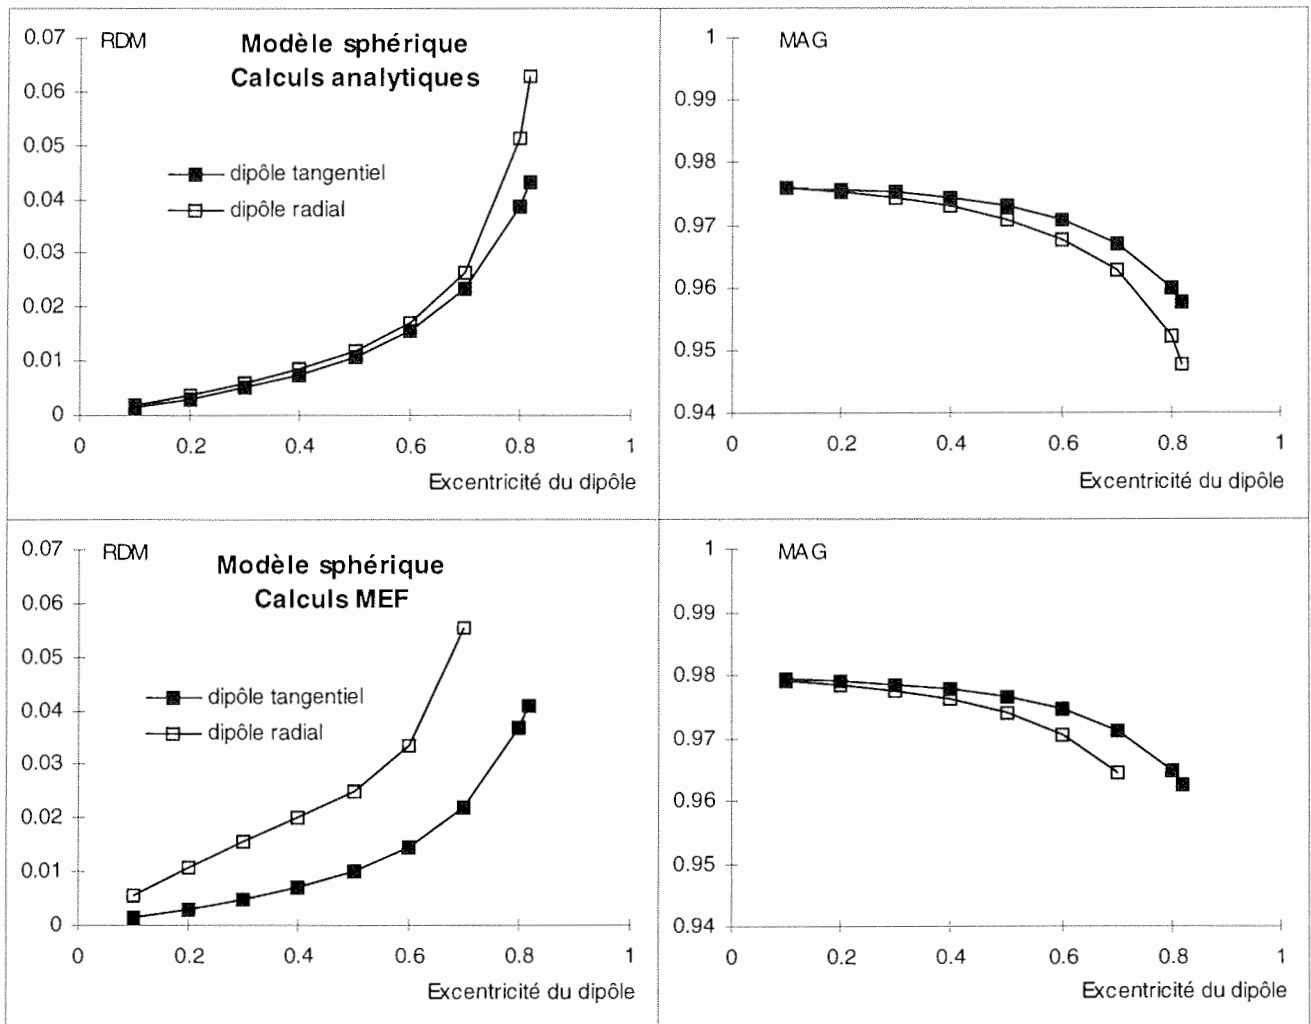 RDM
Modèle sphérique
Calculs analytiques
dipôle tangentiel
dipôle radial
0.07
0.06
0.05
0.04
0.03
0.02
0.01
0
0 0.2 0.4 0.6 0.8 1
Excentricité du dipôle
MAG
1
0.99
0.98
0.97
0.96
0.95
0.94
0 0.2 0.4 0.6 0.8 1
Excentricité du dipôle
RDM
Modèle sphérique
Calculs MEF
dipôle tangentiel
dipôle radial
0.07
0.06
0.05
0.04
0.03
0.02
0.01
0
0 0.2 0.4 0.6 0.8 1
Excentricité du dipôle
MAG
1
0.99
0.98
0.97
0.96
0.95
0.94
0 0.2 0.4 0.6 0.8 1
Excentricité du dipôle